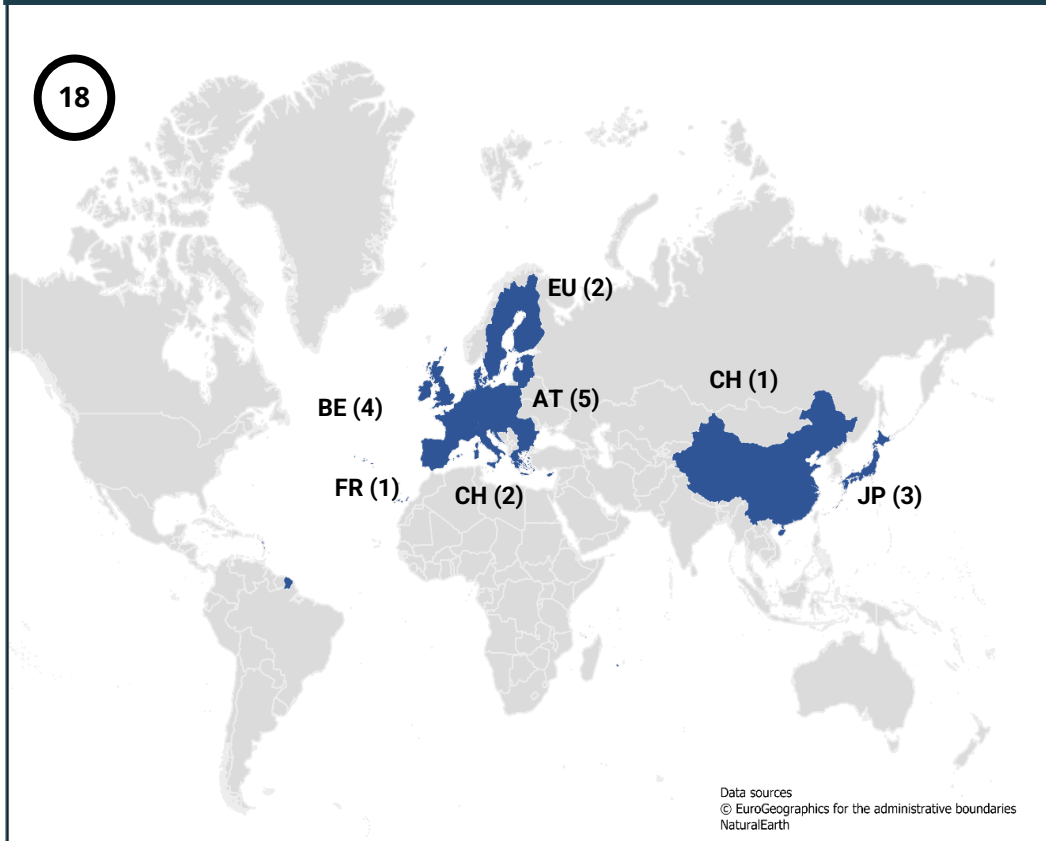 18
EU (2)
CH (1)
AT (5)
BE (4)
FR (1)
CH (2)
JP (3)
Data sources
© EuroGeographics for the administrative boundaries
NaturalEarth